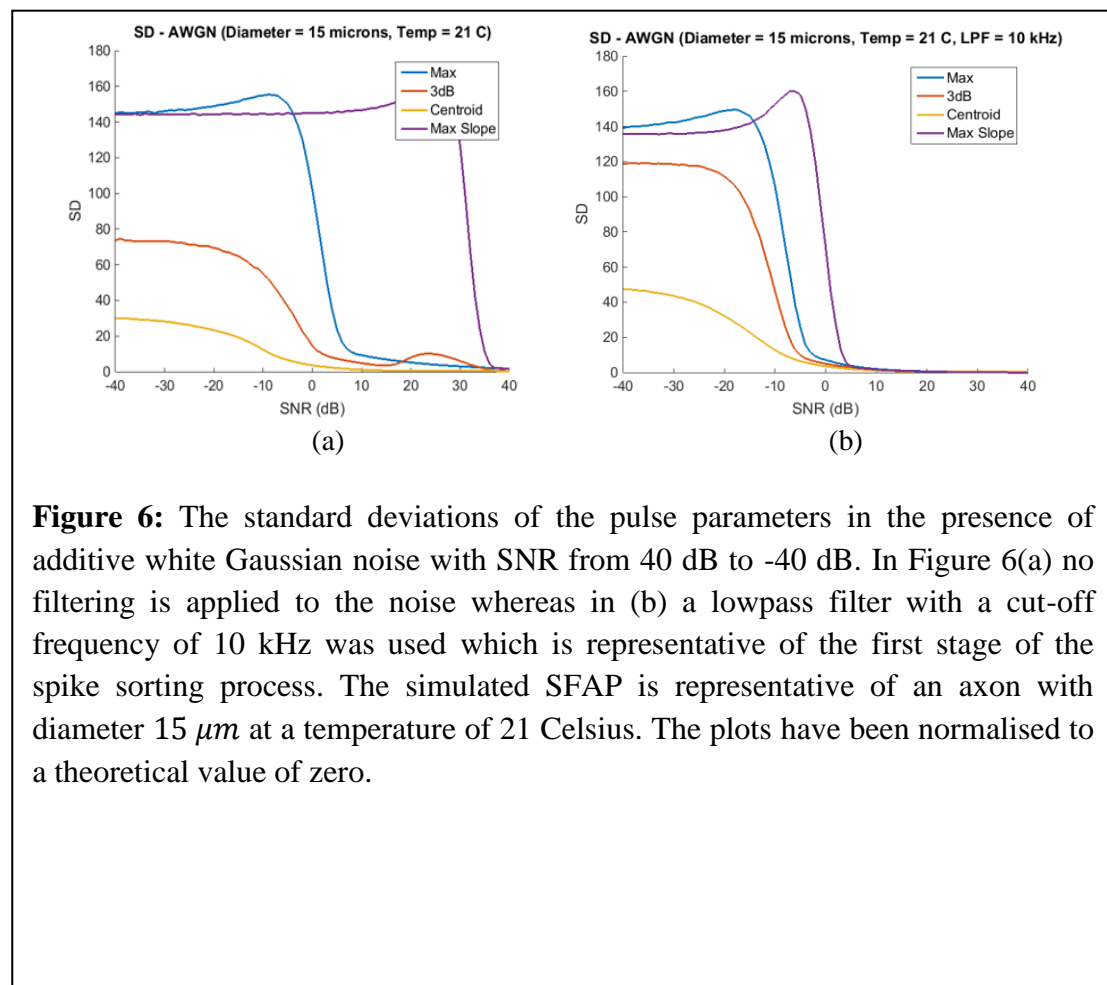 SD - AWGN (Diameter = 15 microns, Temp = 21 C)
180
160
140
120
100
80
60
40
20
0
SD
Max
3dB
Centroid
Max Slope
-40 -30 -20 -10 0 10 20 30 40
SNR (dB)
(a)
SD - AWGN (Diameter = 15 microns, Temp = 21 C, LPF = 10 kHz)
180
160
140
120
100
80
60
40
20
0
SD
Max
3dB
Centroid
Max Slope
-40 -30 -20 -10 0 10 20 30 40
SNR (dB)
(b)
Figure 6: The standard deviations of the pulse parameters in the presence of
additive white Gaussian noise with SNR from 40 dB to -40 dB. In Figure 6(a) no
filtering is applied to the noise whereas in (b) a lowpass filter with a cut-off
frequency of 10 kHz was used which is representative of the first stage of the
spike sorting process. The simulated SFAP is representative of an axon with
diameter 15 μm at a temperature of 21 Celsius. The plots have been normalised to
a theoretical value of zero.